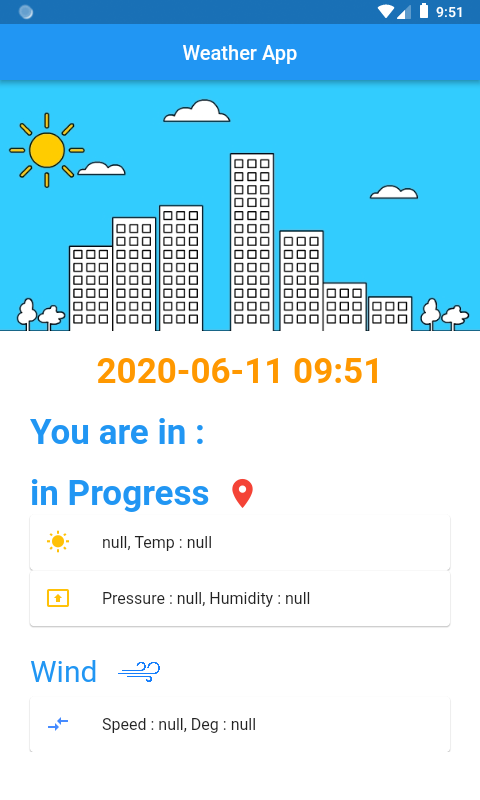 9:51
Weather App
2020-06-11 09:51
You are in :
in Progress
null, Temp : null
Pressure : null, Humidity : null
Wind
Speed : null, Deg : null